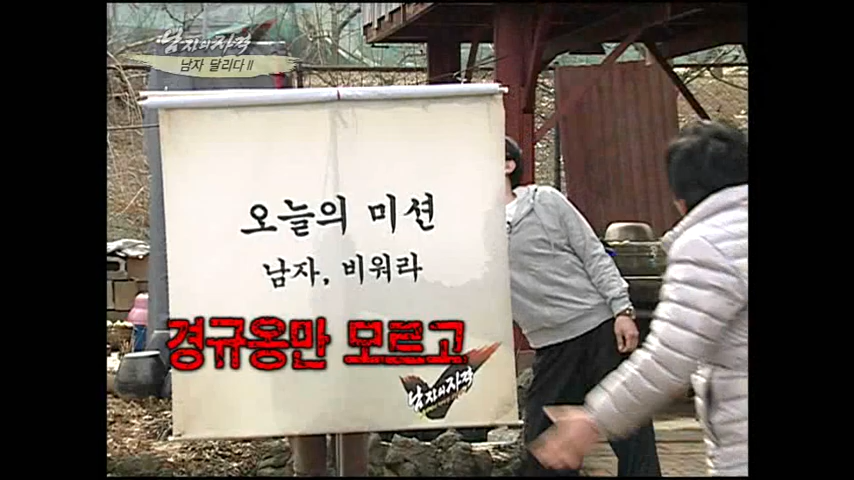 남자의 자격
남자 달리다 II
오늘의 미션
남자, 비워라
경규옹만 모르고
남자의 자격